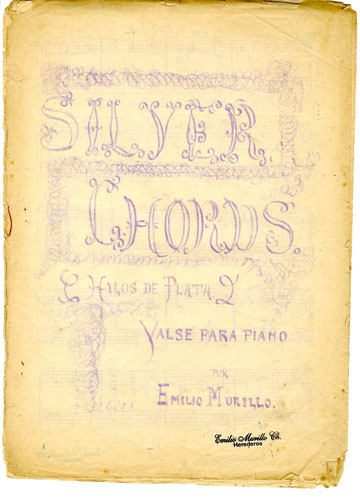 SILVER
CHORDS.
(HILOS DE PLATA)
VALSE PARA PIANO
POR
EMILIO MURILLO.
Emilio Murillo Ch.
Herederos